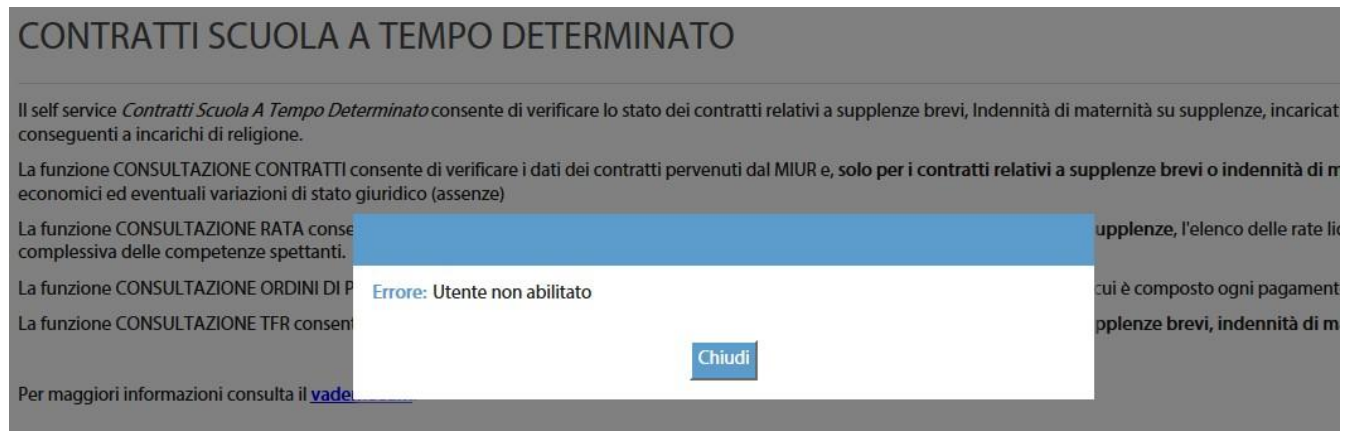 CONTRATTI SCUOLA A TEMPO DETERMINATO
Il self service Contratti Scuola A Tempo Determinato consente di verificare lo stato dei contratti relativi a supplenze brevi, Indennità di maternità su supplenze, incaricat
conseguenti a incarichi di religione.
La funzione CONSULTAZIONE CONTRATTI consente di verificare i dati dei contratti pervenuti dal MIUR e, solo per i contratti relativi a supplenze brevi o indennità di m
economici ed eventuali variazioni di stato giuridico (assenze)
La funzione CONSULTAZIONE RATA conse
upplenze, l'elenco delle rate li
complessiva delle competenze spettanti.
La funzione CONSULTAZIONE ORDINI DI P
cui è composto ogni pagament
La funzione CONSULTAZIONE TFR consent
pplenze brevi, indennità di m
Errore: Utente non abilitato
Chiudi
Per maggiori informazioni consulta il vade